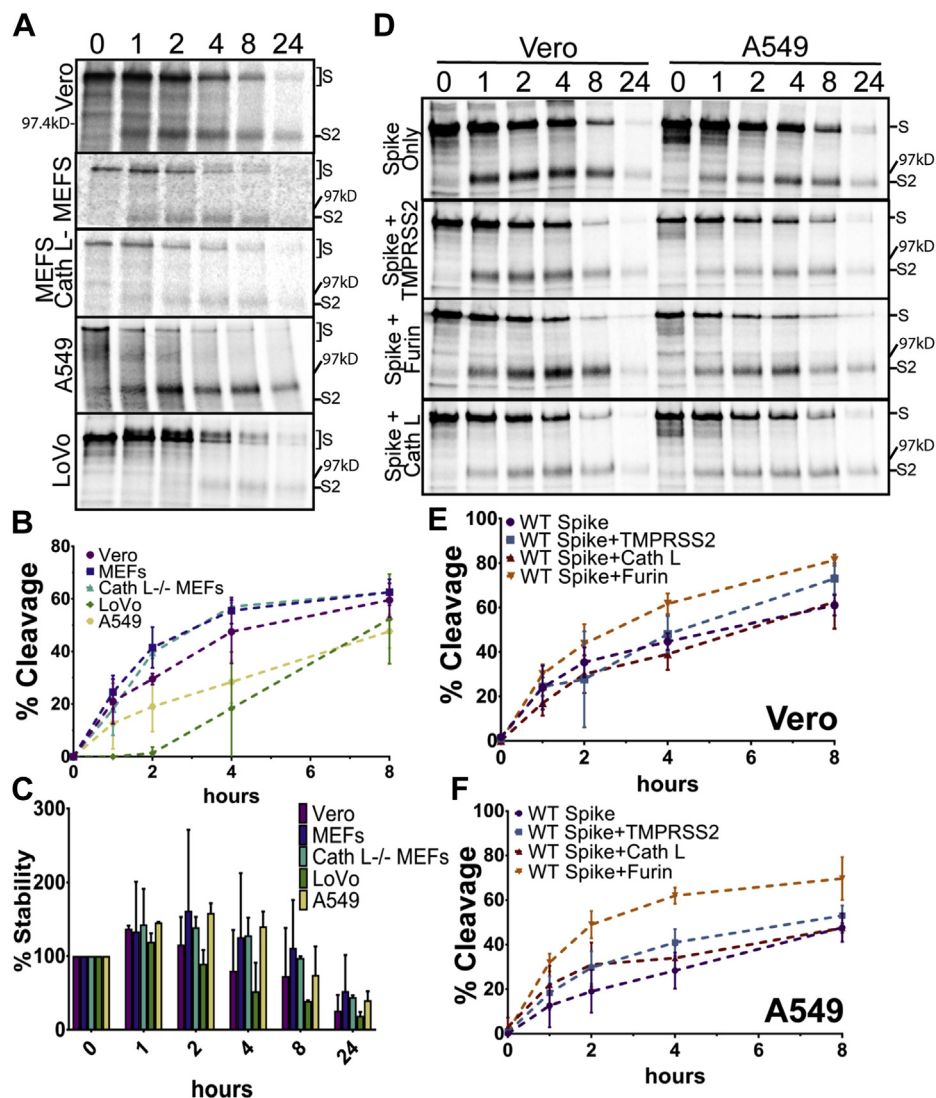 A
0 1 2 4 8 24
Vero
97.4kD-
]S
-S2
MEFS
]S
97kD
-S2
MEFS
Cath L-
]S
97kD
-S2
A549
]S
97kD
S2
LoVo
]S
97kD
-S2
D
Vero
A549
0 1 2 4 8 24 0 1 2 4 8 24
Spike
Only
-S
97kD
S2
Spike +
TMPRSS2
-S
97kD
-S2
Spike +
Furin
-S
97kD
-S2
Spike +
Cath L
-S
97kD
-S2
B
% Cleavage
80
60
40
20
0
Vero
MEFs
Cath L-/- MEFs
LoVo
A549
0 2 4 6 8
hours
C
% Stability
300
200
100
0
Vero
MEFs
Cath L-/- MEFs
LoVo
A549
0 1 2 4 8 24
hours
E
% Cleavage
100
80
60
40
20
0
WT Spike
WT Spike+TMPRSS2
WT Spike+Cath L
WT Spike+Furin
Vero
0 2 4 6 8
hours
F
% Cleavage
100
80
60
40
20
0
WT Spike
WT Spike+TMPRSS2
WT Spike+Cath L
WT Spike+Furin
A549
0 2 4 6 8
hours